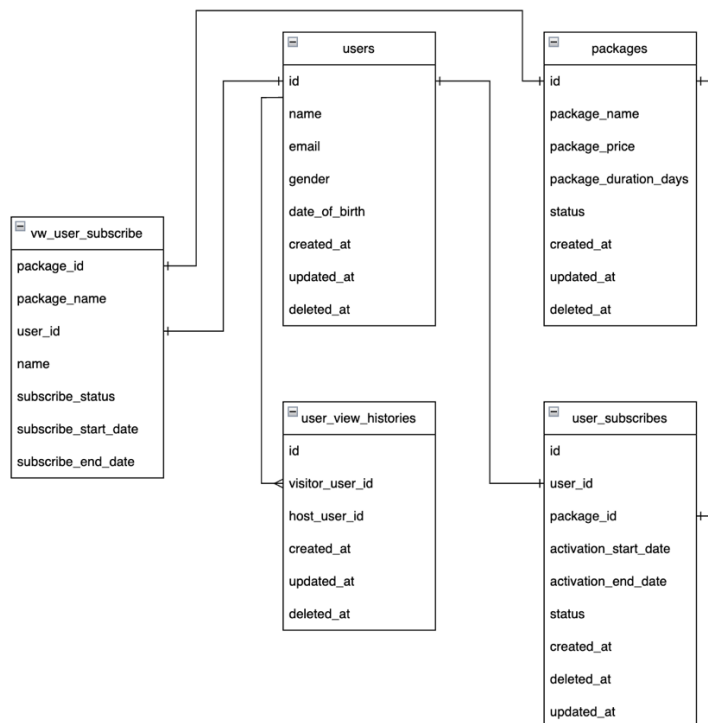 users
id
name
email
gender
date_of_birth
created_at
updated_at
deleted_at
packages
id
package_name
package_price
package_duration_days
status
created_at
updated_at
deleted_at
vw_user_subscribe
package_id
package_name
user_id
name
subscribe_status
subscribe_start_date
subscribe_end_date
user_view_histories
id
visitor_user_id
host_user_id
created_at
updated_at
deleted_at
user_subscribes
id
user_id
package_id
activation_start_date
activation_end_date
status
created_at
deleted_at
updated_at